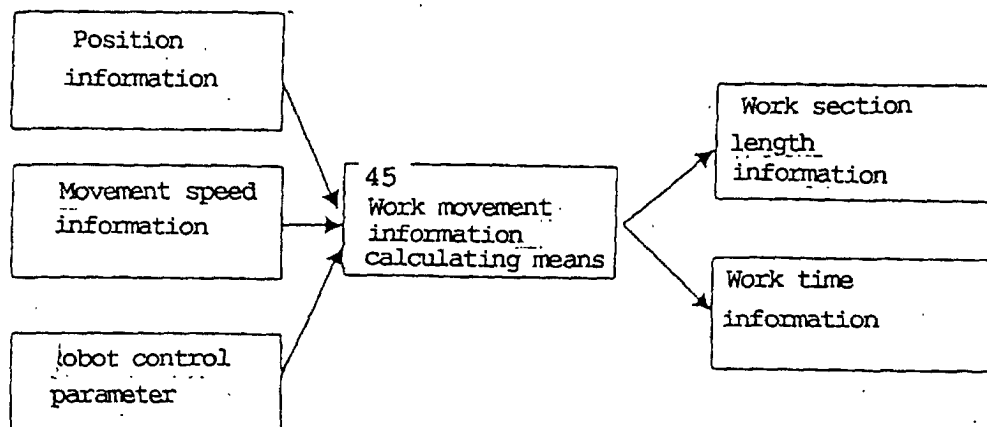 Position
information
Movement speed
information
Robot control
parameter
45
Work movement
information
calculating means
Work section
length
information
Work time
information